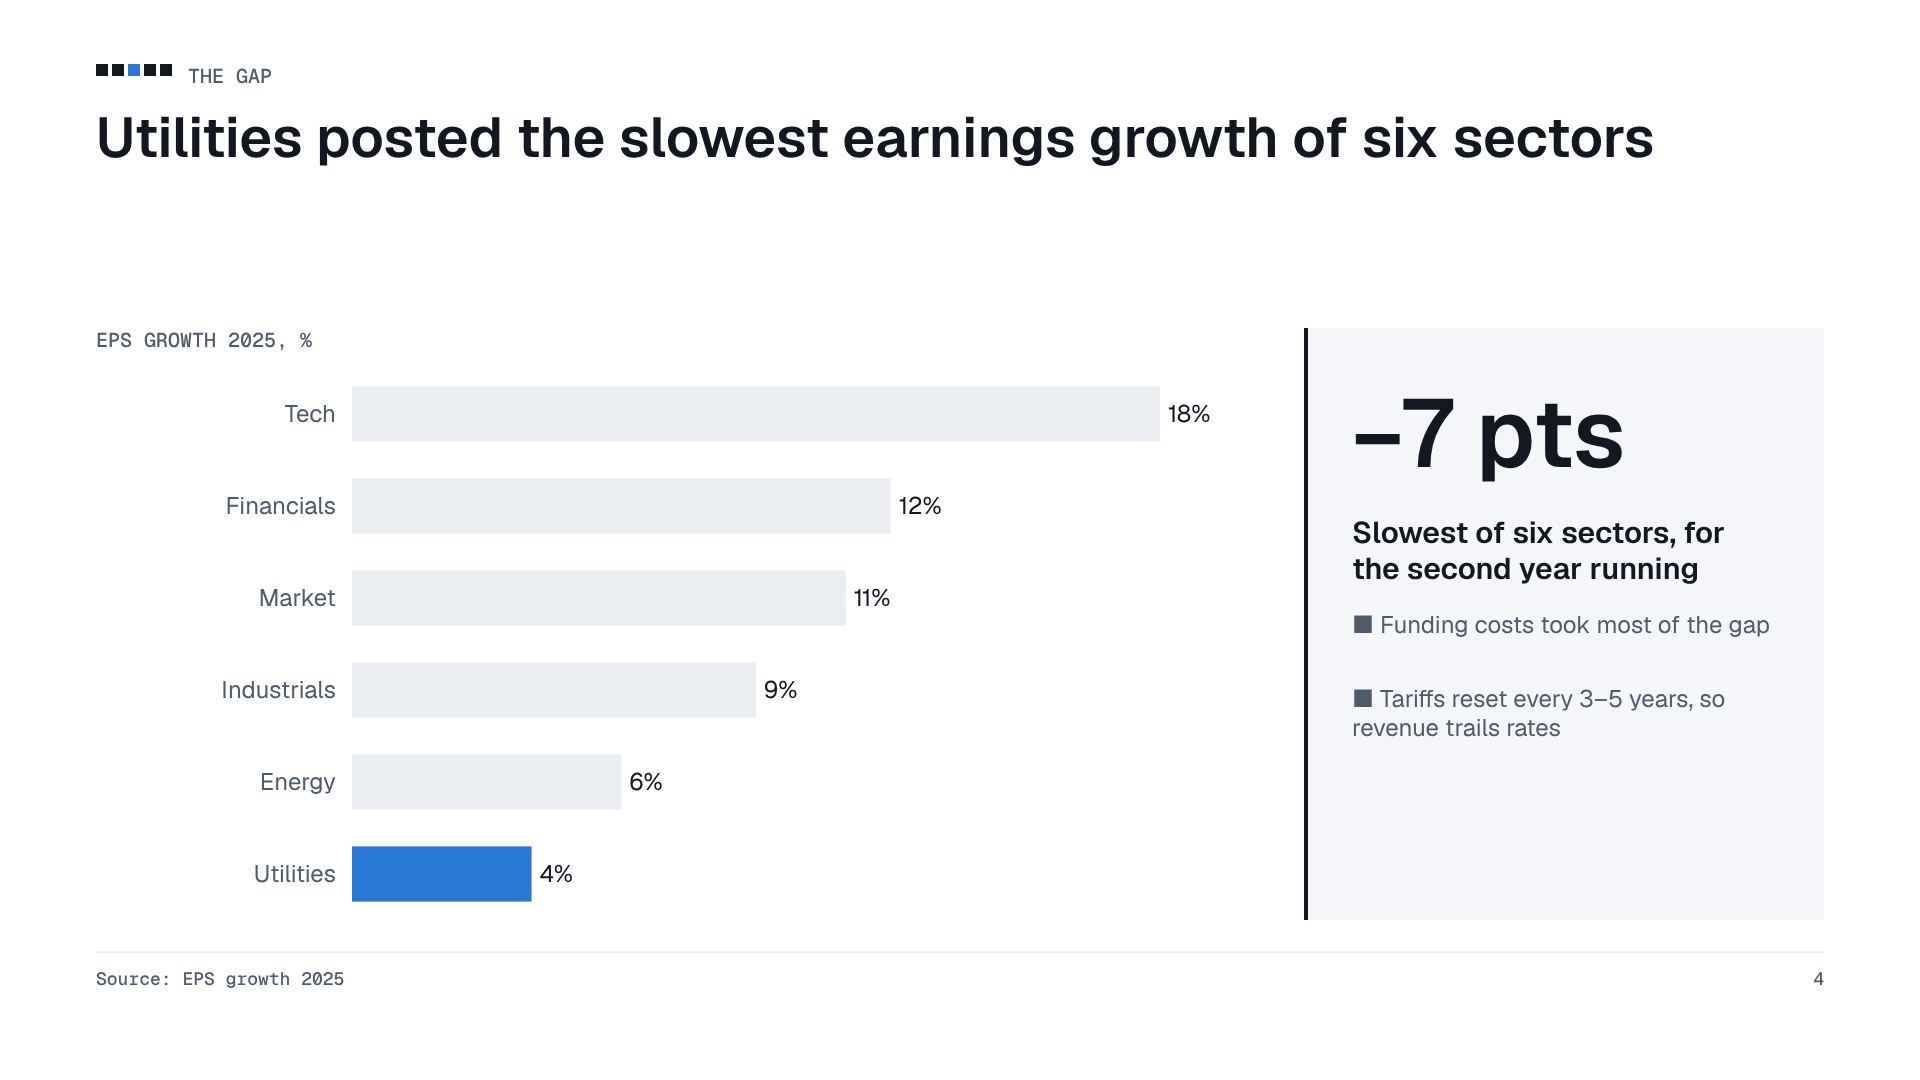 THE GAP
Utilities posted the slowest earnings growth of six sectors
EPS GROWTH 2025, %
Tech 18%
Financials 12%
Market 11%
Industrials 9%
Energy 6%
Utilities 4%
–7 pts
Slowest of six sectors, for
the second year running
■ Funding costs took most of the gap
■ Tariffs reset every 3–5 years, so
revenue trails rates
Source: EPS growth 2025
4